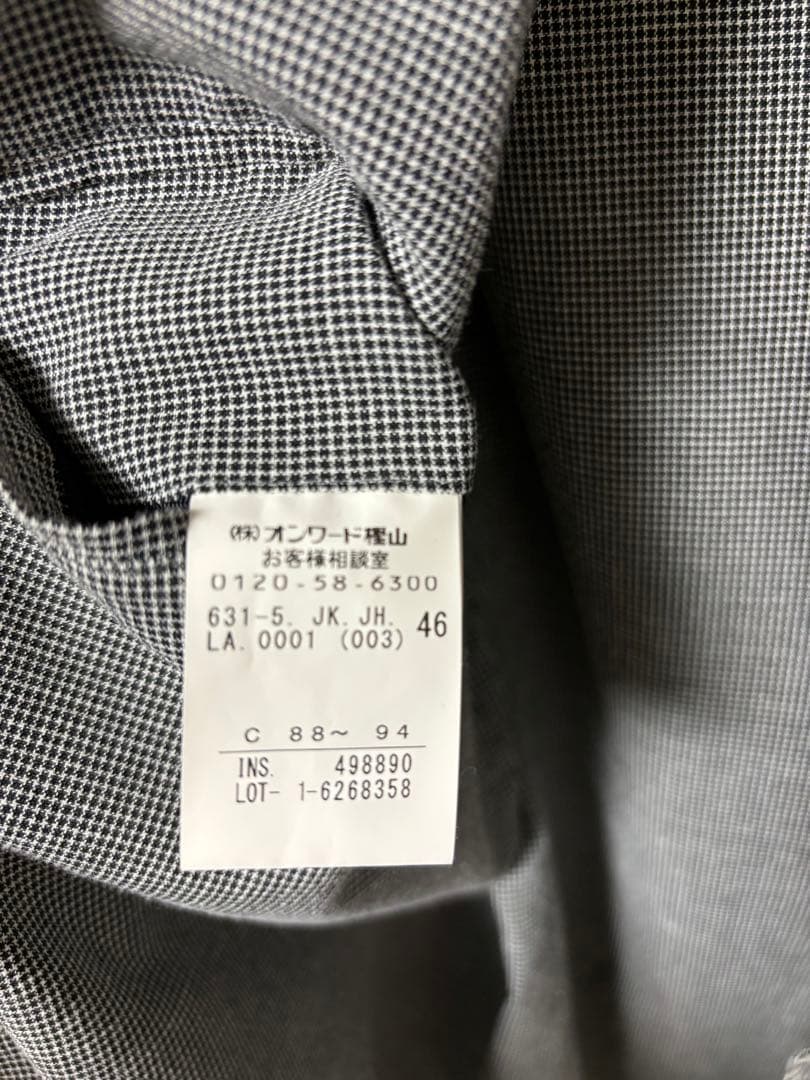 (株)オンワード樫山
お客様相談室
0120-58-6300
631-5. JK. JH. 46
LA. 0001 (003)
C 88〜 94
INS. 498890
LOT- 1-6268358